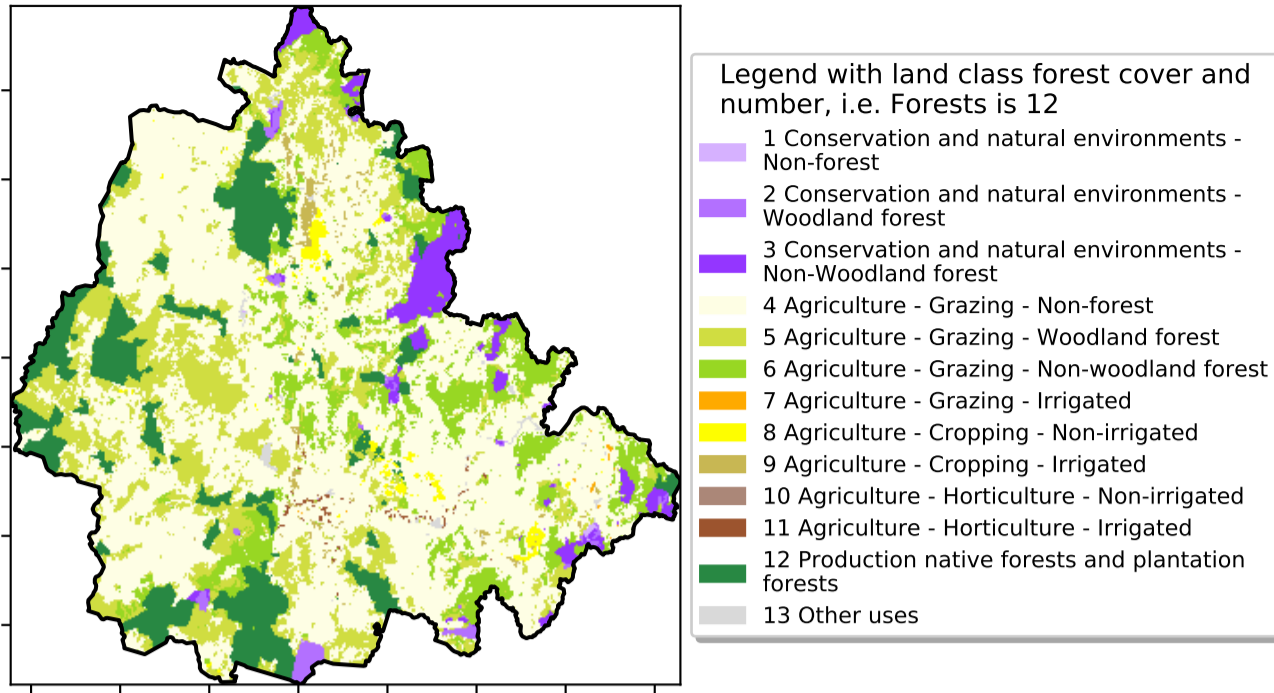 Legend with land class forest cover and
number, i.e. Forests is 12
1 Conservation and natural environments -
Non-forest
2 Conservation and natural environments -
Woodland forest
3 Conservation and natural environments -
Non-Woodland forest
4 Agriculture - Grazing - Non-forest
5 Agriculture - Grazing - Woodland forest
6 Agriculture - Grazing - Non-woodland forest
7 Agriculture - Grazing - Irrigated
8 Agriculture - Cropping - Non-irrigated
9 Agriculture - Cropping - Irrigated
10 Agriculture - Horticulture - Non-irrigated
11 Agriculture - Horticulture - Irrigated
12 Production native forests and plantation
forests
13 Other uses